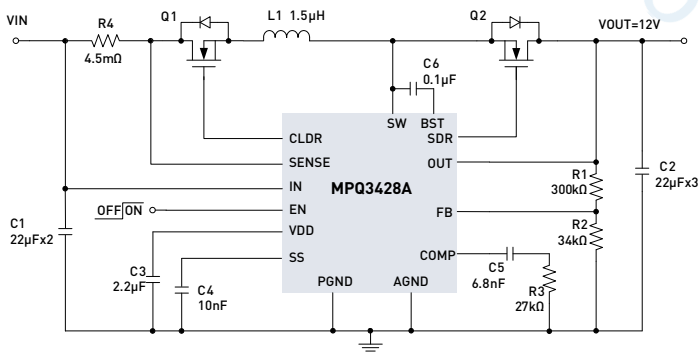 VIN
R4
4.5mΩ
Q1
L1 1.5µH
Q2
VOUT=12V
C6
0.1µF
SW
BST
CLDR
SDR
SENSE
OUT
IN
MPQ3428A
R1
300kΩ
C2
22µFx3
C1
22µFx2
OFF ON
EN
FB
R2
34kΩ
VDD
COMP
SS
C5
6.8nF
R3
27kΩ
C3
2.2µF
C4
10nF
PGND
AGND